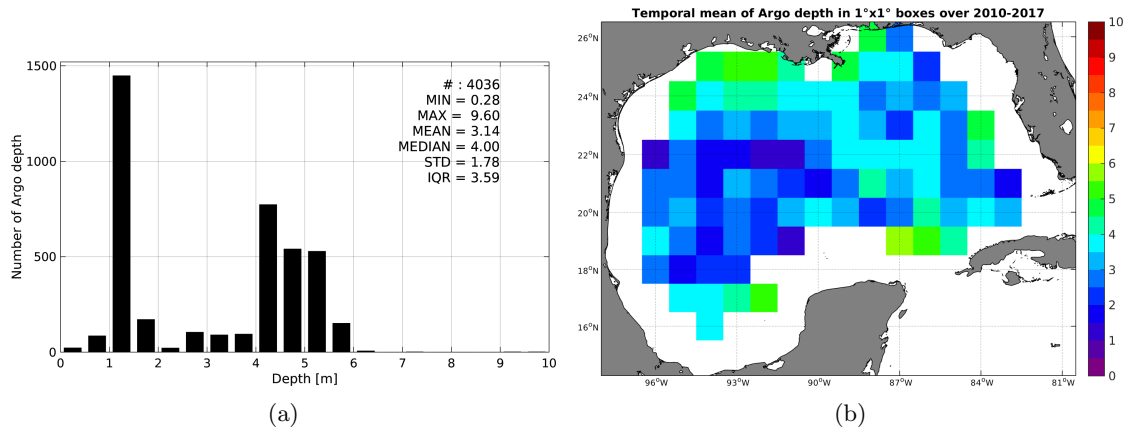 1500
1000
500
0
Number of Argo depth
# : 4036
MIN = 0.28
MAX = 9.60
MEAN = 3.14
MEDIAN = 4.00
STD = 1.78
IQR = 3.59
0 1 2 3 4 5 6 7 8 9 10
Depth [m]
(a)
Temporal mean of Argo depth in 1°x1° boxes over 2010-2017
26°N
24°N
22°N
20°N
18°N
16°N
96°W 93°W 90°W 87°W 84°W 81°W
10
9
8
7
6
5
4
3
2
1
0
(b)